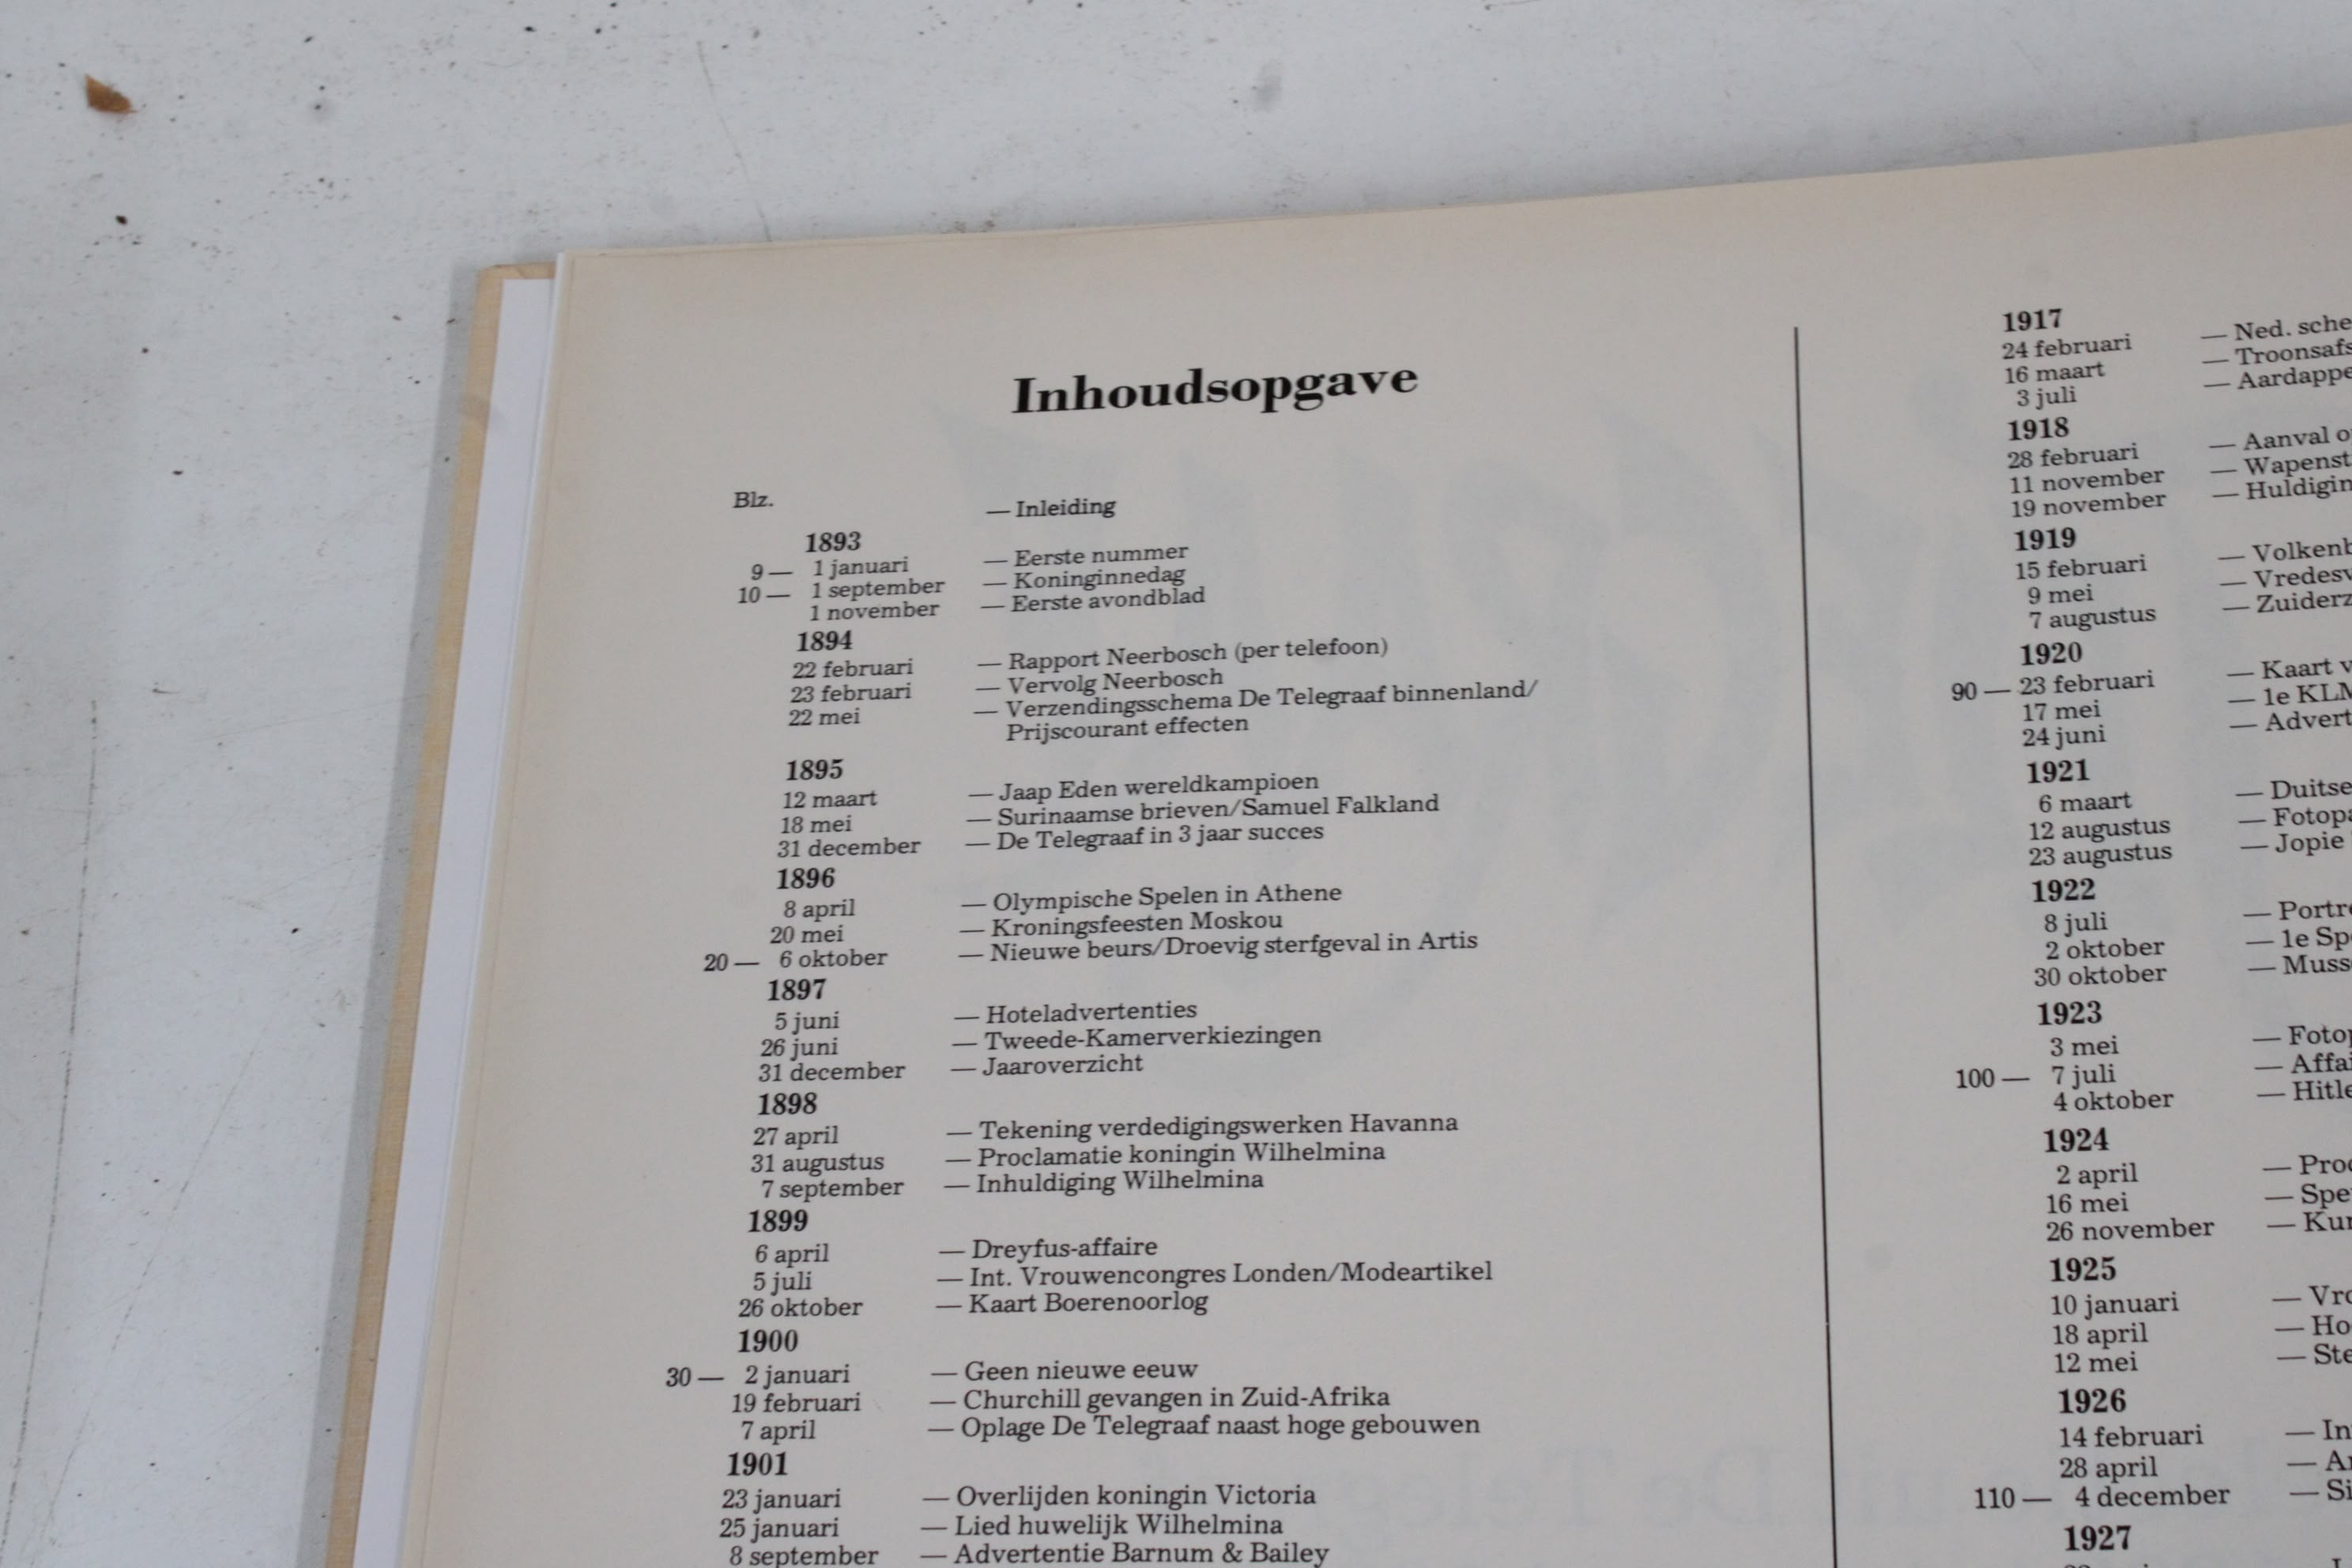 Inhoudsopgave
Blz.
— Inleiding
1893
9 — 1 januari — Eerste nummer
10 — 1 september — Koninginnedag
1 november — Eerste avondblad
1894
22 februari — Rapport Neerbosch (per telefoon)
23 februari — Vervolg Neerbosch
22 mei — Verzendingsschema De Telegraaf binnenland/
Prijscourant effecten
1895
12 maart — Jaap Eden wereldkampioen
18 mei — Surinaamse brieven/Samuel Falkland
31 december — De Telegraaf in 3 jaar succes
1896
8 april — Olympische Spelen in Athene
20 mei — Kroningsfeesten Moskou
20 — 6 oktober — Nieuwe beurs/Droevig sterfgeval in Artis
1897
5 juni — Hoteladvertenties
26 juni — Tweede-Kamerverkiezingen
31 december — Jaaroverzicht
1898
27 april — Tekening verdedigingswerken Havanna
31 augustus — Proclamatie koningin Wilhelmina
7 september — Inhuldiging Wilhelmina
1899
6 april — Dreyfus-affaire
5 juli — Int. Vrouwencongres Londen/Modeartikel
26 oktober — Kaart Boerenoorlog
1900
30 — 2 januari — Geen nieuwe eeuw
19 februari — Churchill gevangen in Zuid-Afrika
7 april — Oplage De Telegraaf naast hoge gebouwen
1901
23 januari — Overlijden koningin Victoria
25 januari — Lied huwelijk Wilhelmina
8 september — Advertentie Barnum & Bailey
1917
24 februari — Ned.
16 maart —
3 juli —
1918
28 februari — Aanval
11 november —
19 november —
1919
15 februari —
9 mei —
7 augustus —
1920
90 — 23 februari — Kaart
17 mei — 1e KLM
24 juni —
1921
6 maart —
12 augustus —
23 augustus — Jopie
1922
8 juli —
2 oktober — 1e
30 oktober —
1923
3 mei —
100 — 7 juli —
4 oktober —
1924
2 april —
16 mei —
26 november —
1925
10 januari —
18 april —
12 mei —
1926
14 februari —
28 april —
110 — 4 december —
1927